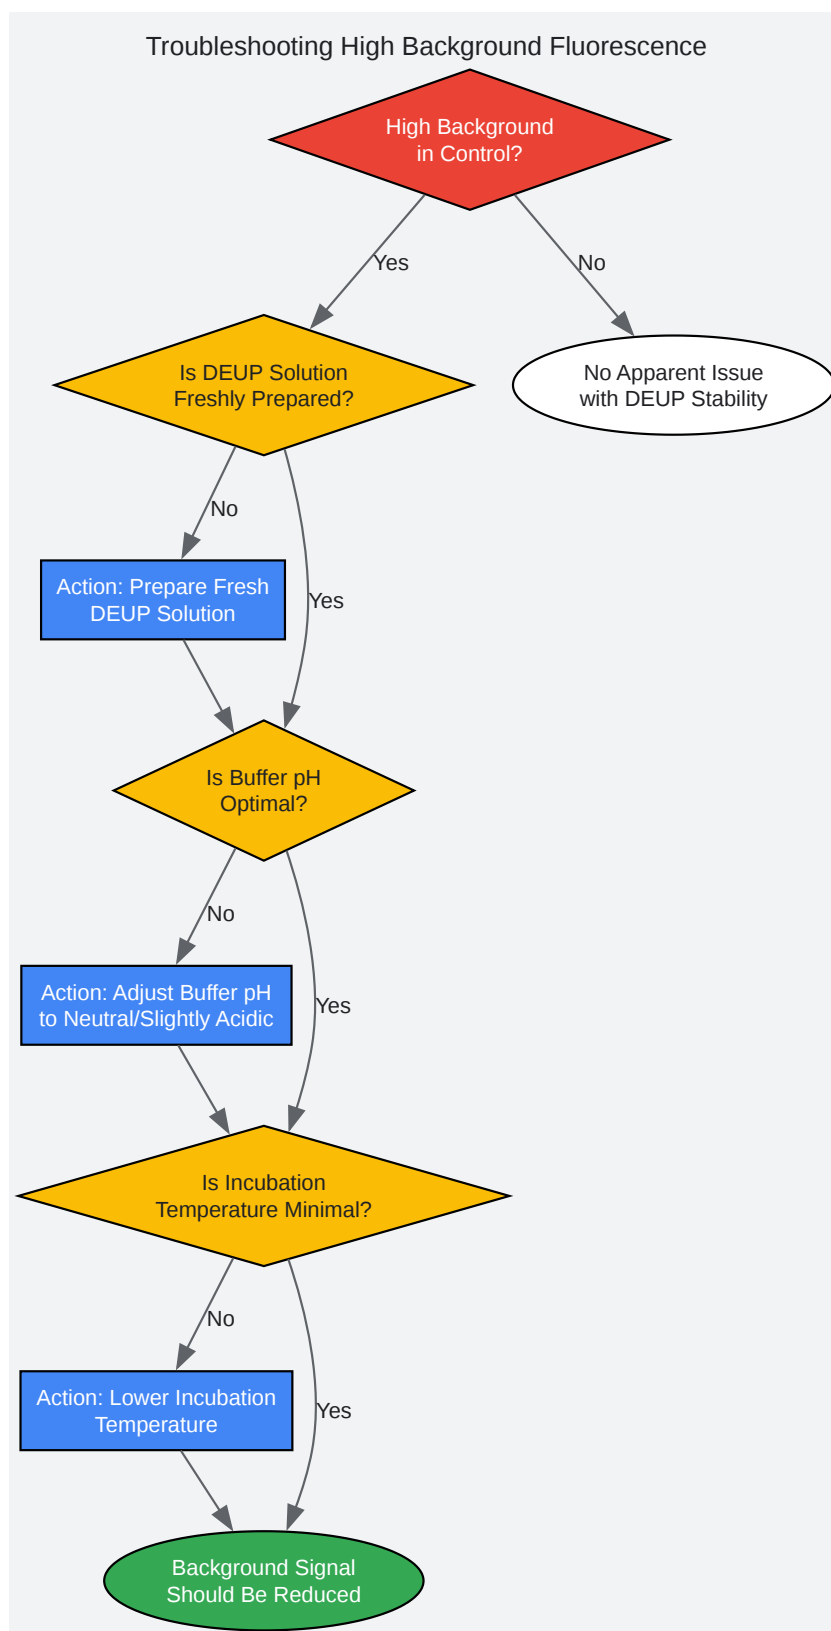 Troubleshooting High Background Fluorescence
High Background
in Control?
Yes
No
Is DEUP Solution
Freshly Prepared?
No Apparent Issue
with DEUP Stability
No
Action: Prepare Fresh
DEUP Solution
Yes
Is Buffer pH
Optimal?
No
Action: Adjust Buffer pH
to Neutral/Slightly Acidic
Yes
Is Incubation
Temperature Minimal?
No
Action: Lower Incubation
Temperature
Yes
Background Signal
Should Be Reduced